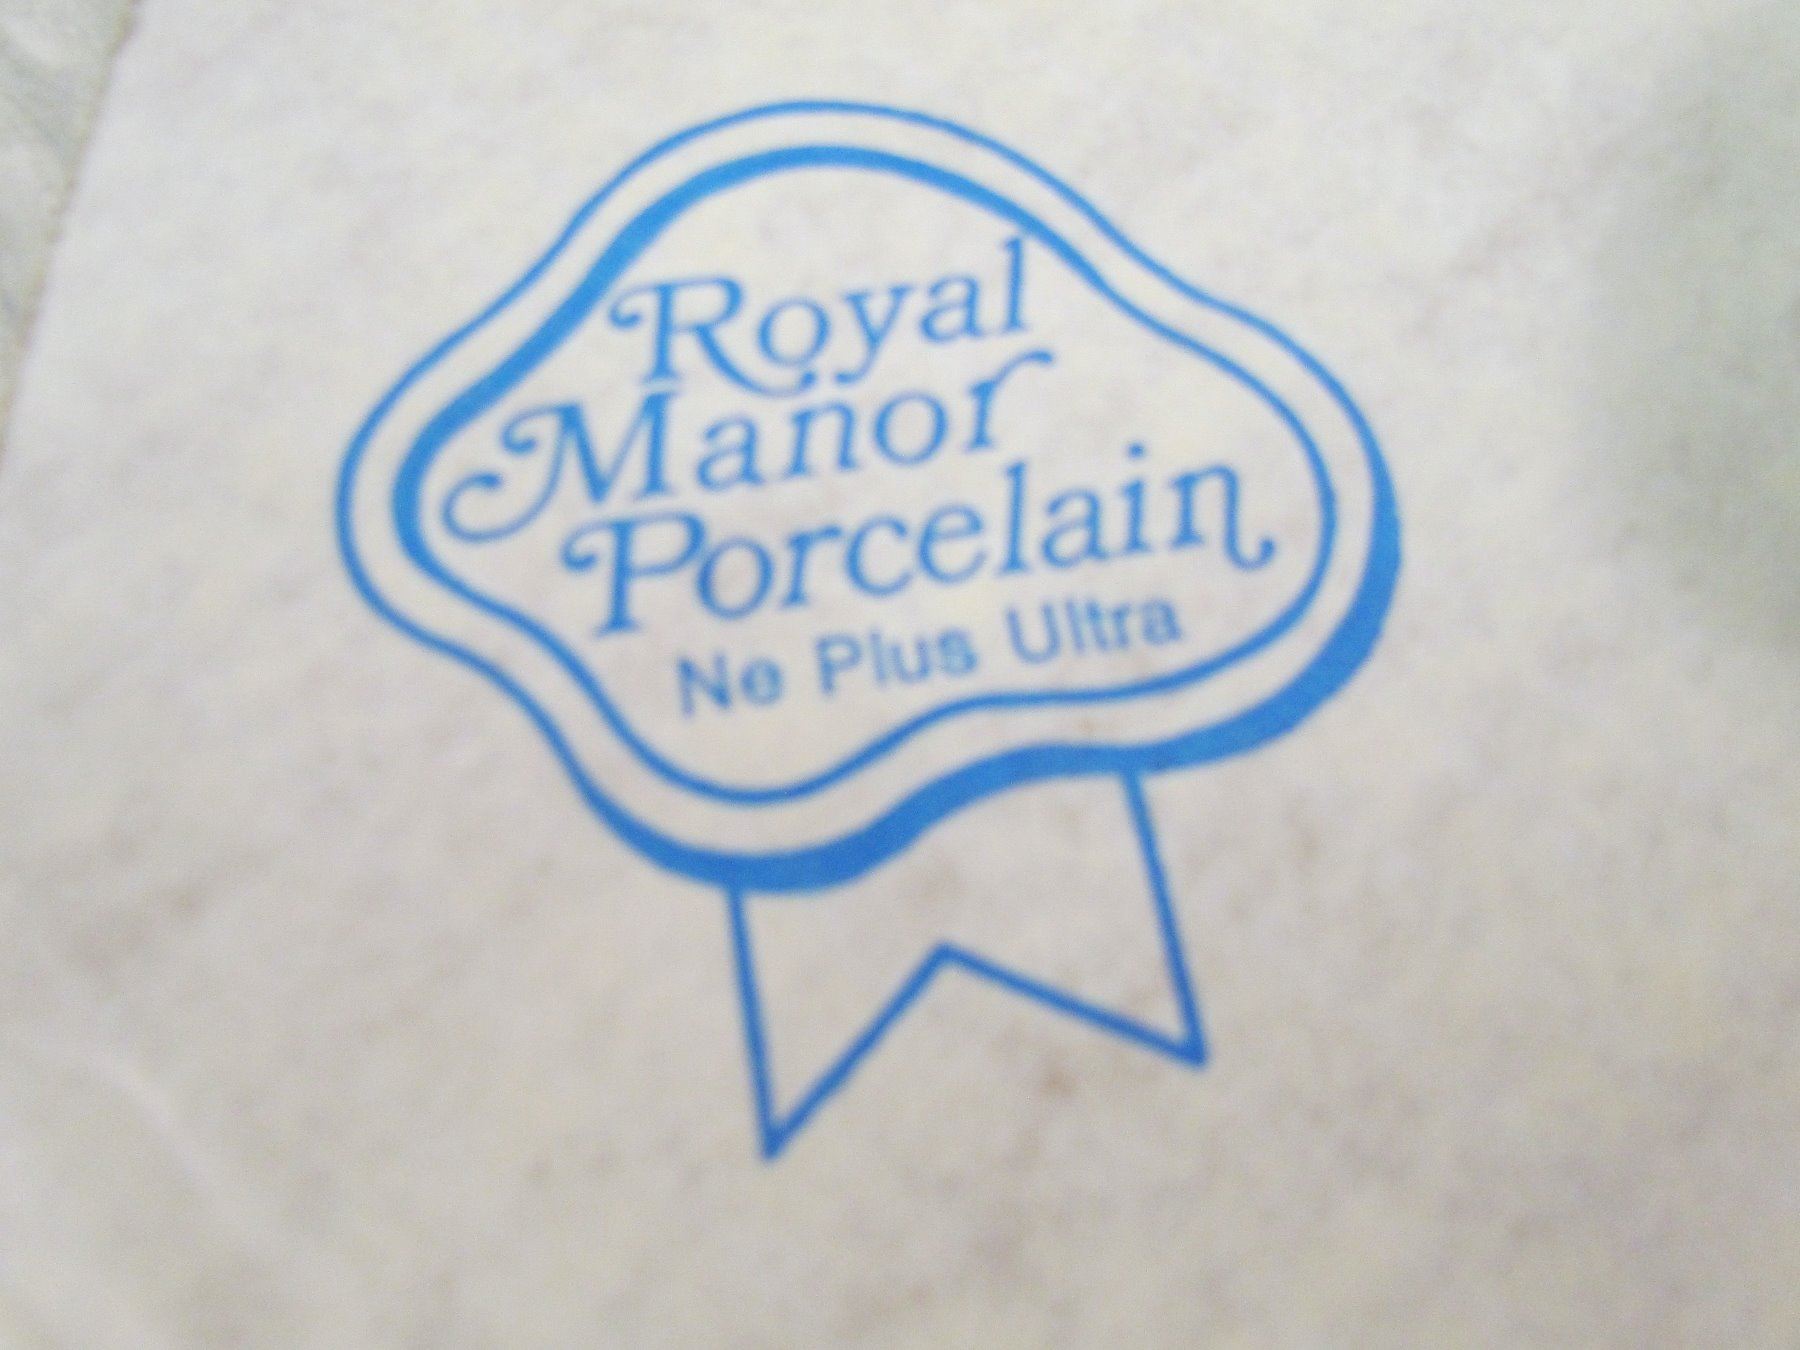 Royal
Manor
Porcelain
Ne Plus Ultra